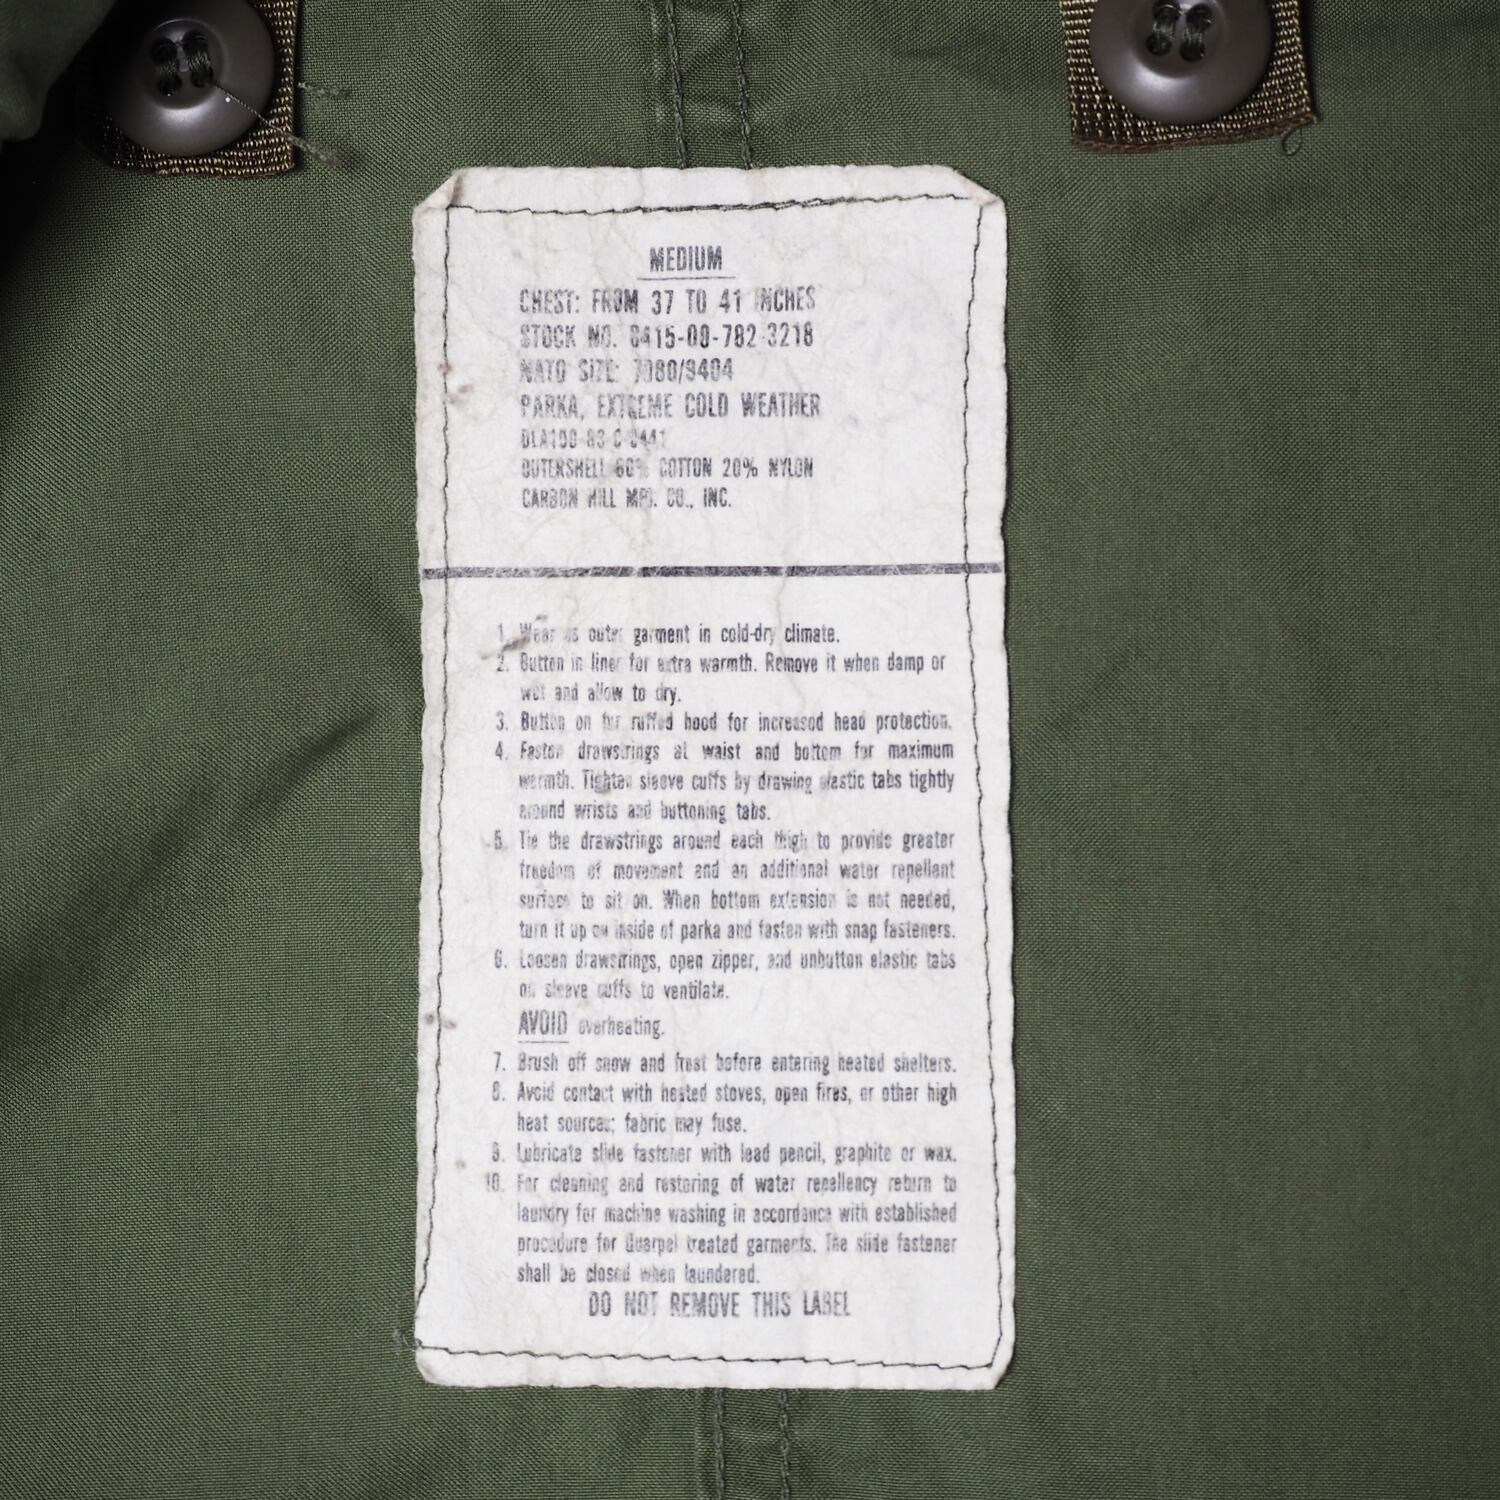 MEDIUM
CHEST: FROM 37 TO 41 INCHES
STOCK NO. 8415-00-782-3218
NATO SIZE: 7080/9404
PARKA, EXTREME COLD WEATHER
OUTERSHELL 80% COTTON 20% NYLON
CARBON HILL MFG. CO., INC.
1. Wear as outer garment in cold-dry climate.
2. Button in liner for extra warmth. Remove it when damp or
wet and allow to dry.
3. Button on fur ruffed hood for increased head protection.
4. Fasten drawstrings at waist and bottom for maximum
warmth. Tighten sleeve cuffs by drawing elastic tabs tightly
around wrists and buttoning tabs.
5. Tie the drawstrings around each thigh to provide greater
freedom of movement and an additional water repellent
surface to sit on. When bottom extension is not needed,
turn it up on inside of parka and fasten with snap fasteners.
6. Loosen drawstrings, open zipper, and unbutton elastic tabs
on sleeve cuffs to ventilate.
AVOID overheating.
7. Brush off snow and frost before entering heated shelters.
8. Avoid contact with heated stoves, open fires, or other high
heat sources; fabric may fuse.
9. Lubricate slide fastener with lead pencil, graphite or wax.
10. For cleaning and restoring of water repellency return to
laundry for machine washing in accordance with established
procedure for Quarpel treated garments. The slide fastener
shall be closed when laundered.
DO NOT REMOVE THIS LABEL